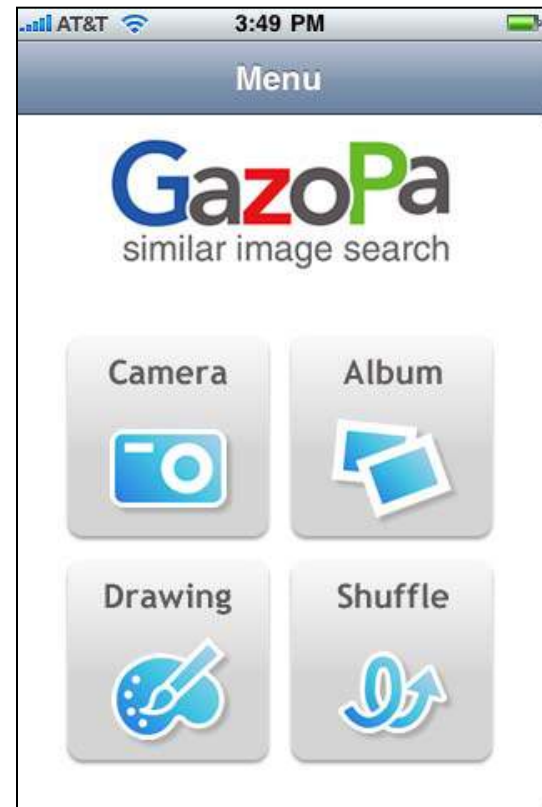 AT&T 3:49 PM
Menu
GazoPa
similar image search
Camera Album
Drawing Shuffle